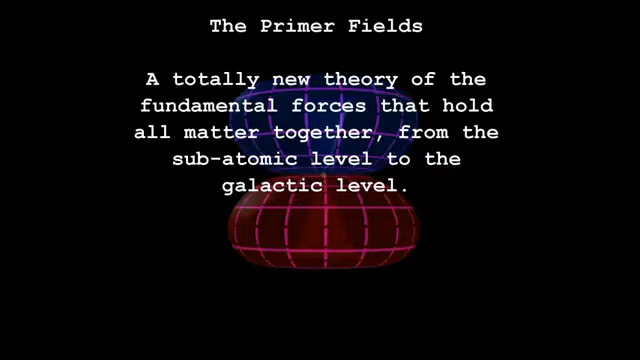 The Primer Fields
A totally new theory of the
fundamental forces that hold
all matter together, from the
sub-atomic level to the
galactic level.